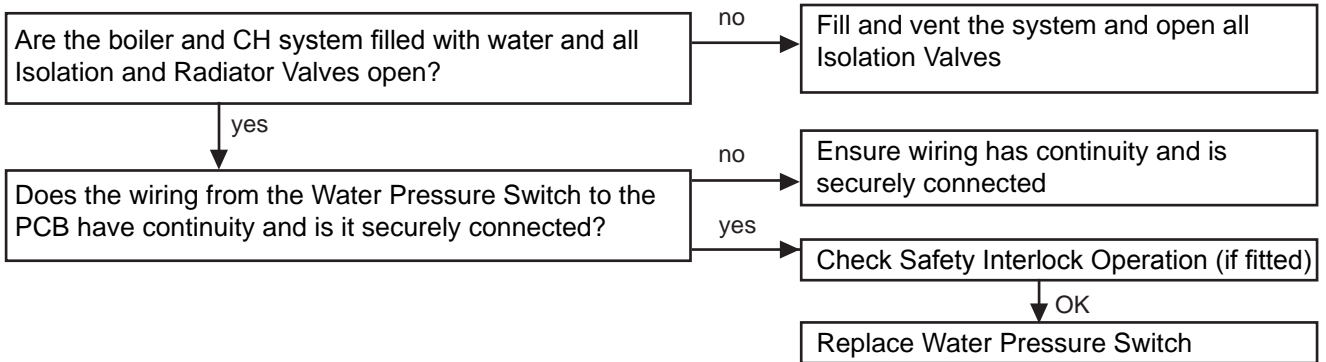 Are the boiler and CH system filled with water and all
Isolation and Radiator Valves open?
no
Fill and vent the system and open all
Isolation Valves
yes
Does the wiring from the Water Pressure Switch to the
PCB have continuity and is it securely connected?
no
Ensure wiring has continuity and is
securely connected
yes
Check Safety Interlock Operation (if fitted)
OK
Replace Water Pressure Switch